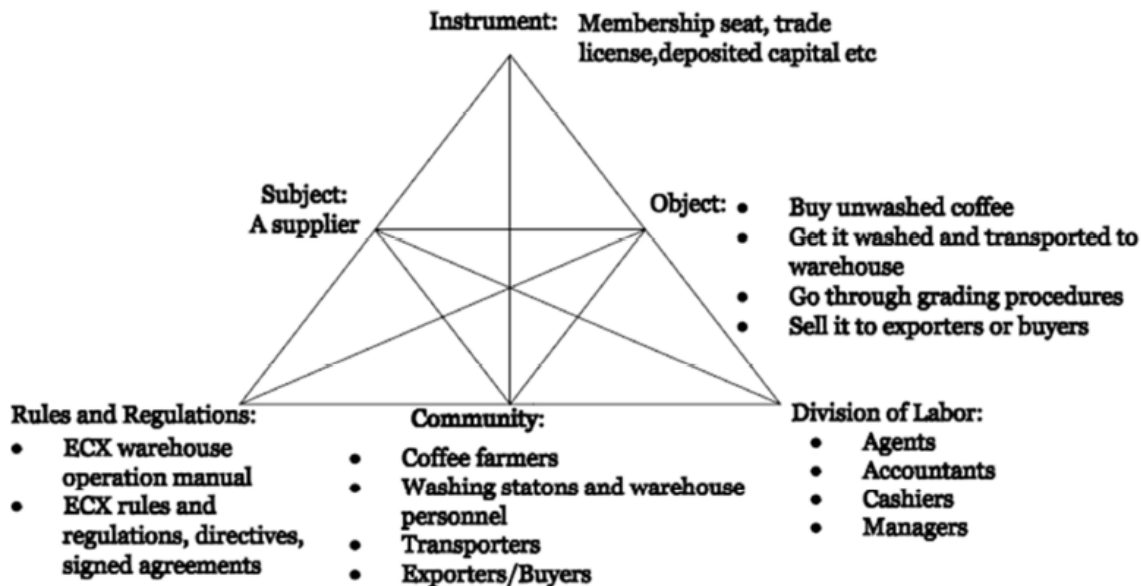 Instrument: Membership seat, trade
license,deposited capital etc
Subject:
A supplier
Object:
• Buy unwashed coffee
• Get it washed and transported to
warehouse
• Go through grading procedures
• Sell it to exporters or buyers
Rules and Regulations:
• ECX warehouse
operation manual
• ECX rules and
regulations, directives,
signed agreements
Community:
• Coffee farmers
• Washing statons and warehouse
personnel
• Transporters
• Exporters/Buyers
Division of Labor:
• Agents
• Accountants
• Cashiers
• Managers